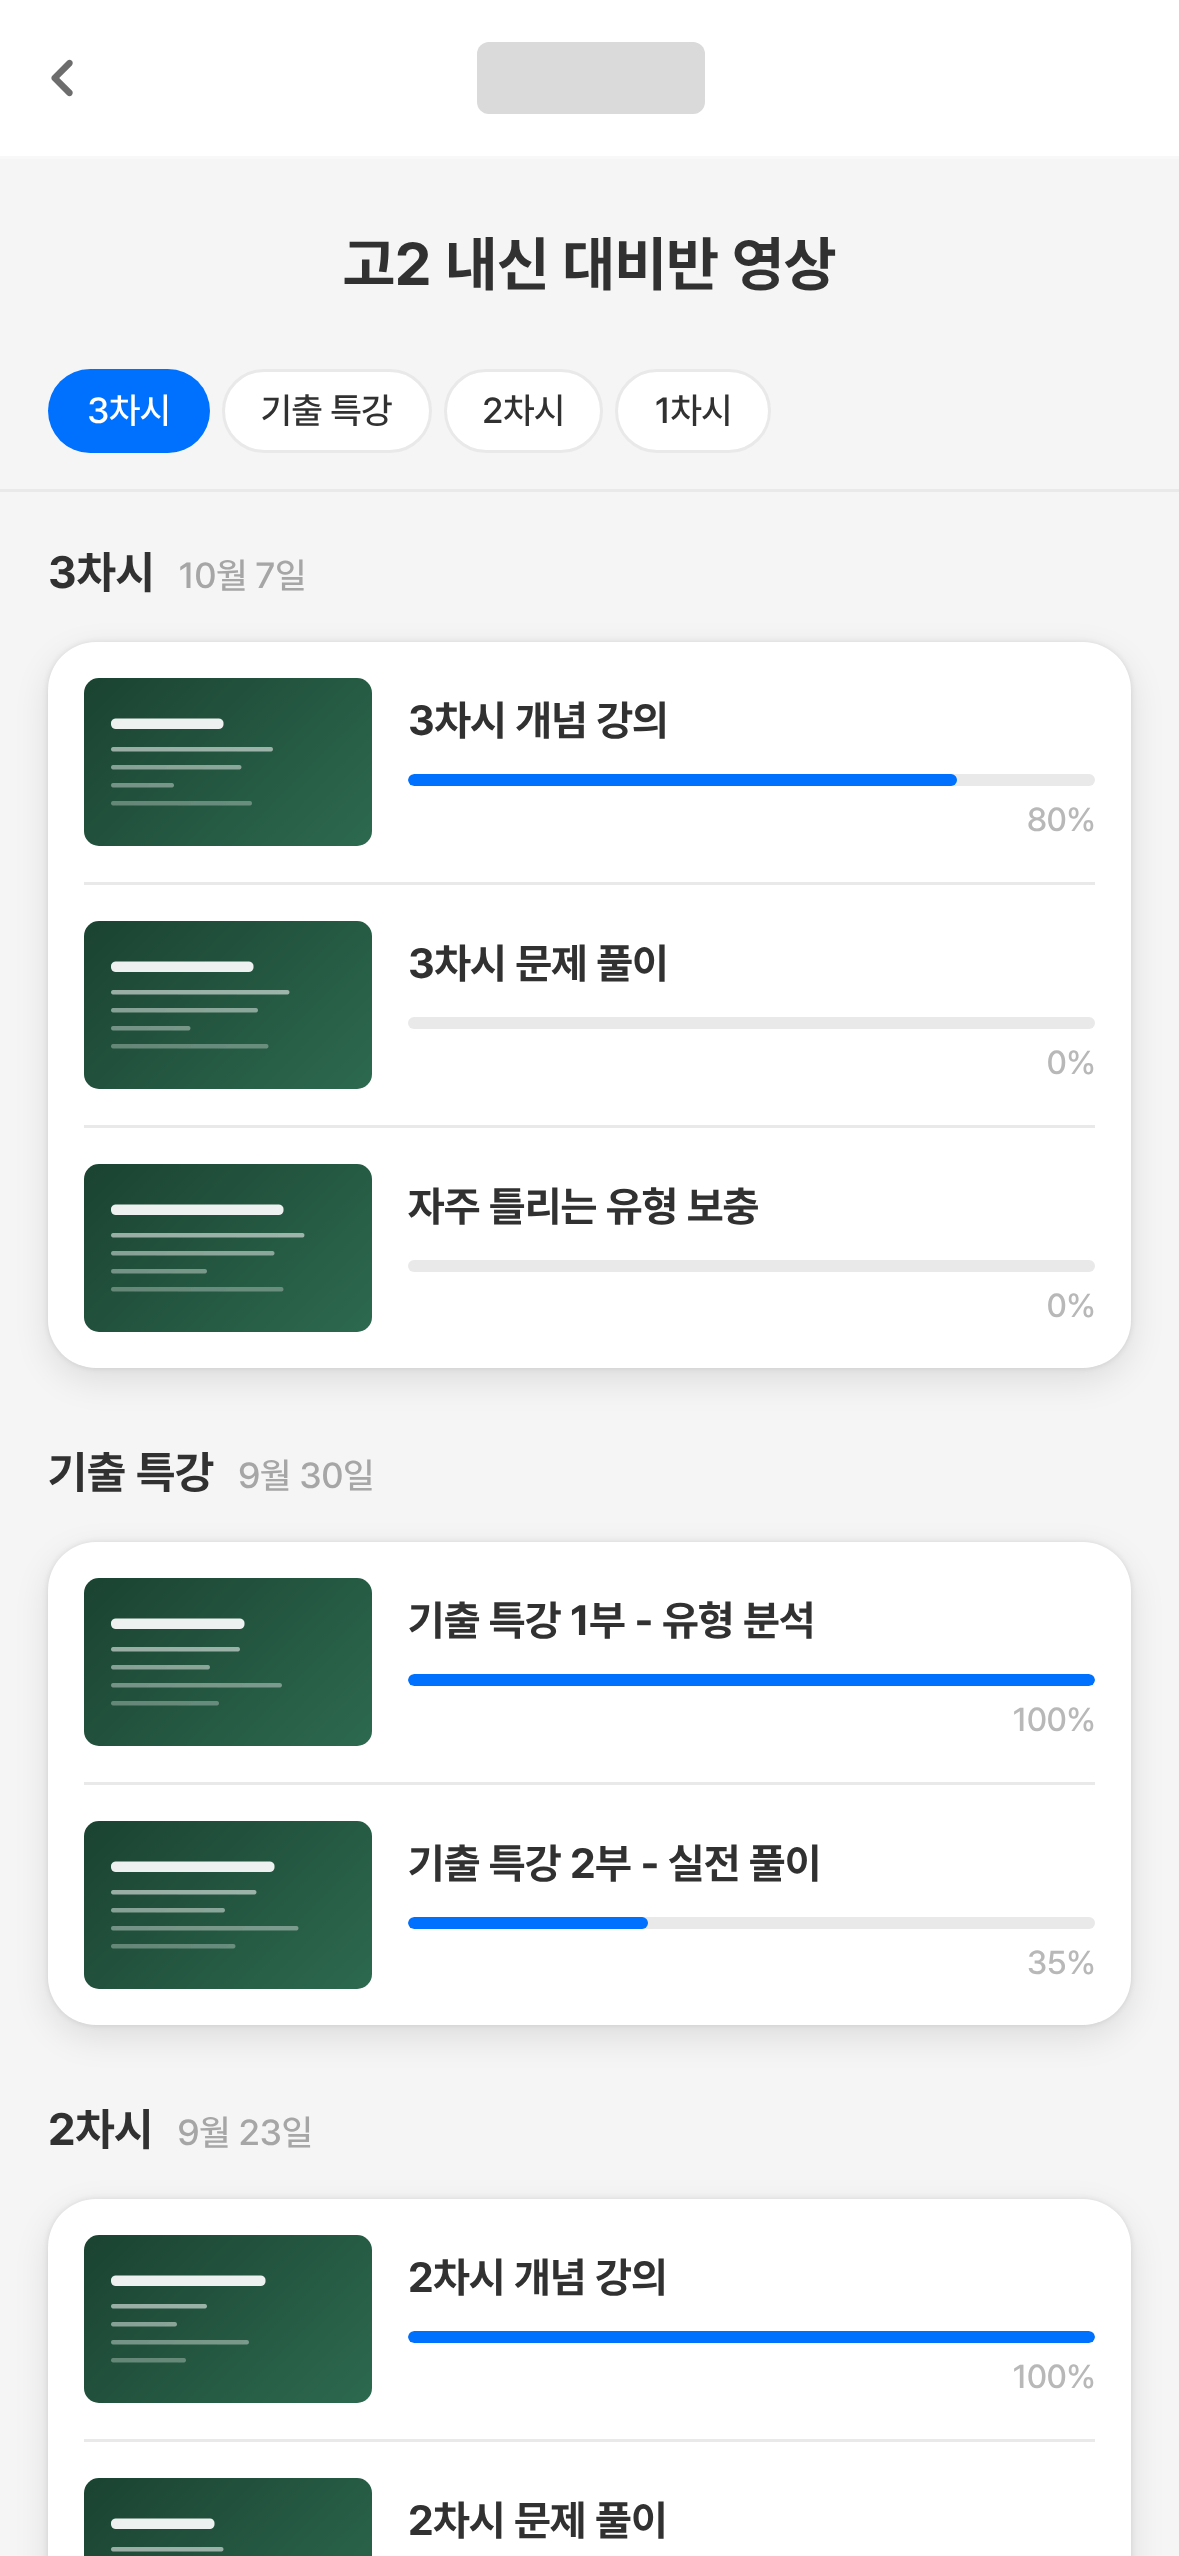 고2 내신 대비반 영상
3차시 기출 특강 2차시 1차시
3차시 10월 7일
3차시 개념 강의
80%
3차시 문제 풀이
0%
자주 틀리는 유형 보충
0%
기출 특강 9월 30일
기출 특강 1부 - 유형 분석
100%
기출 특강 2부 - 실전 풀이
35%
2차시 9월 23일
2차시 개념 강의
100%
2차시 문제 풀이